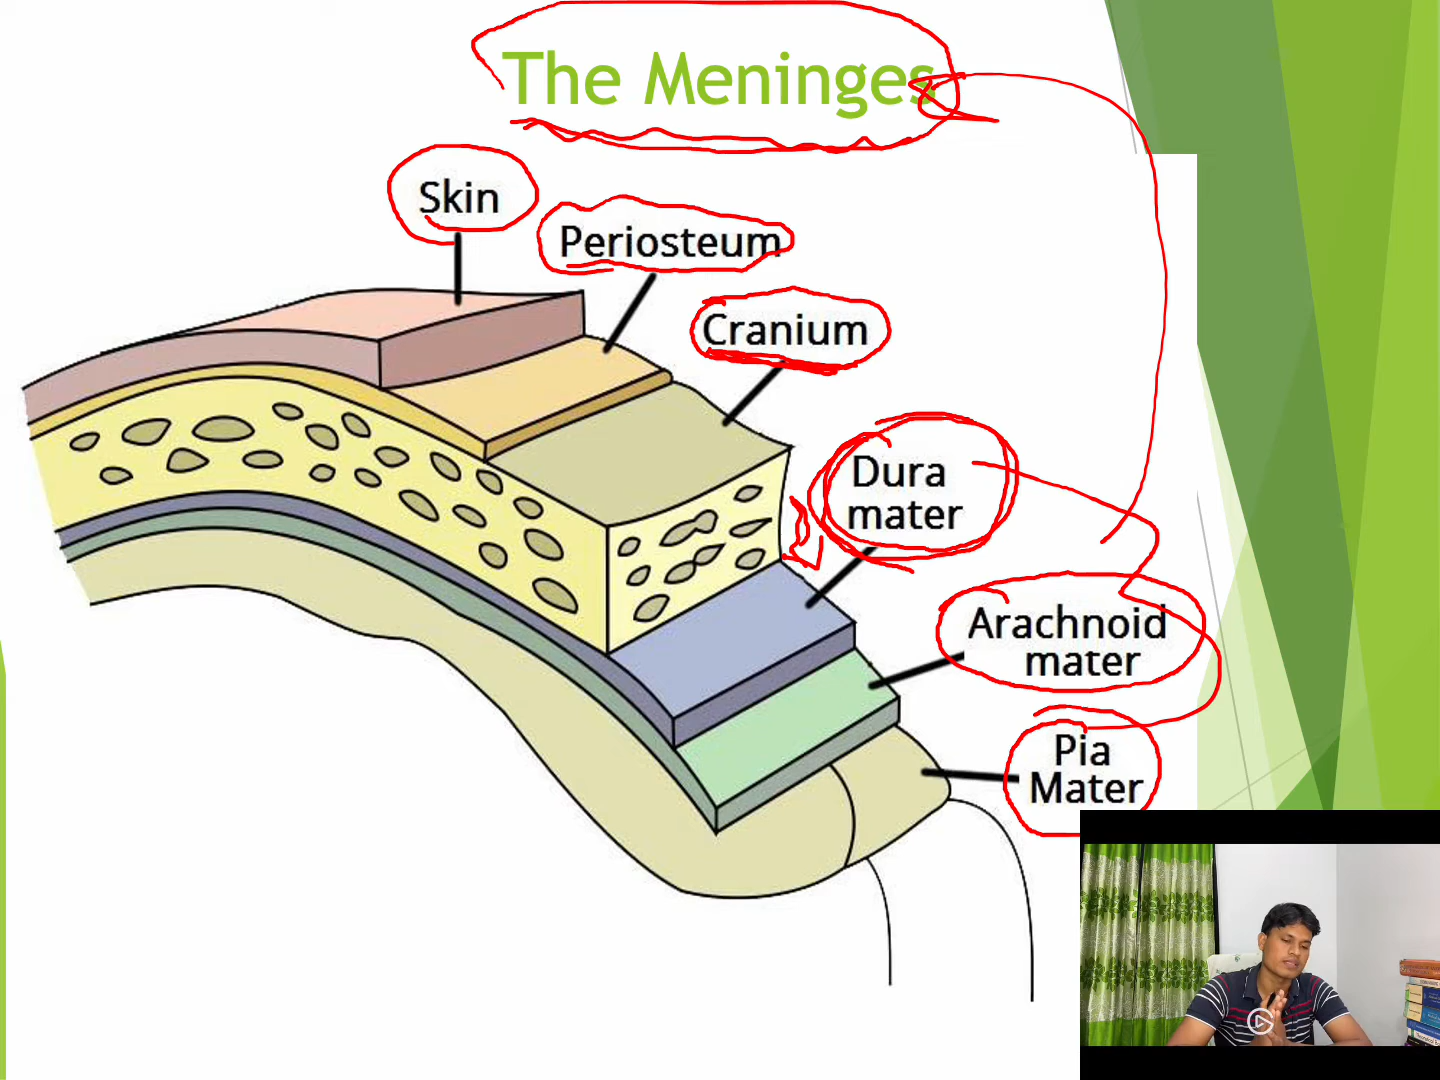 The Meninges
Skin
Periosteum
Cranium
Dura
mater
Arachnoid
mater
Pia
Mater